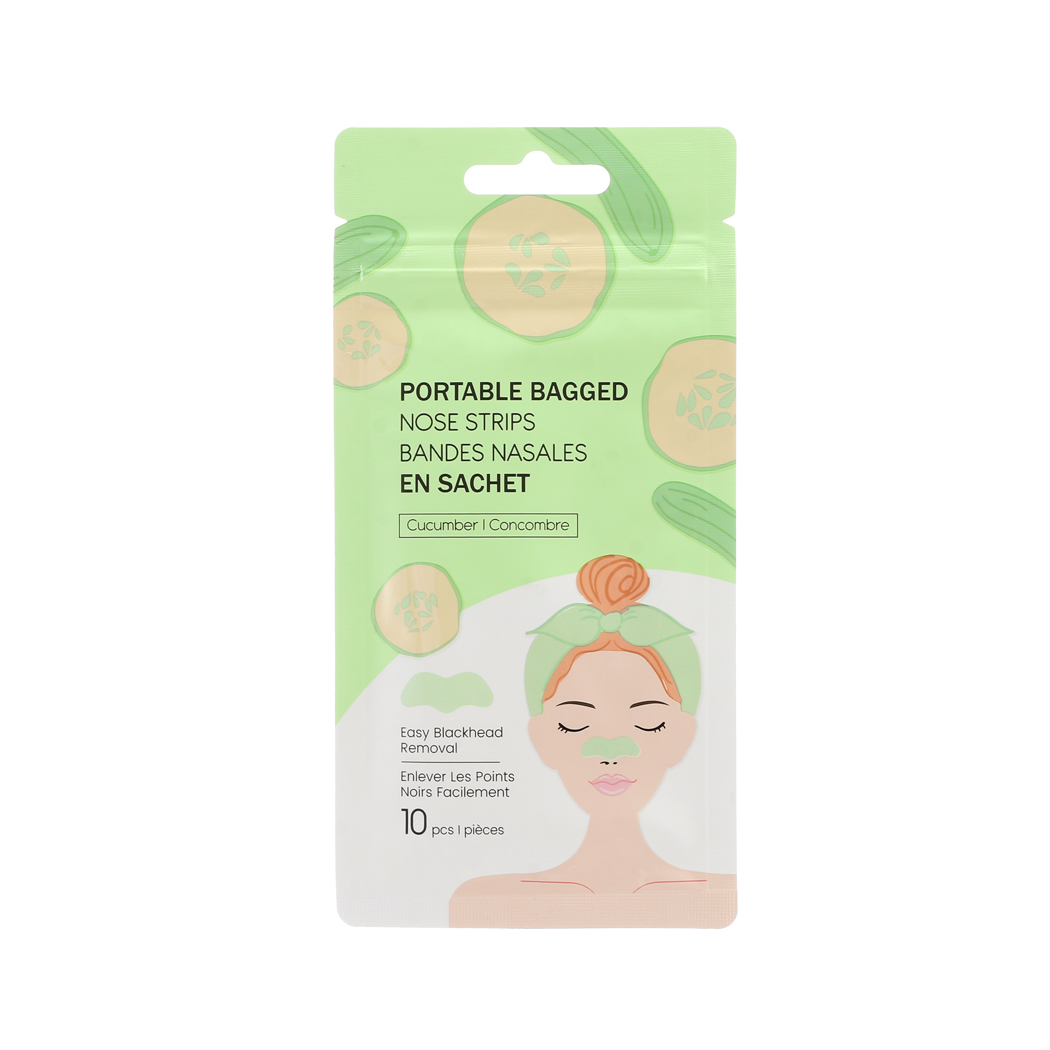 PORTABLE BAGGED
NOSE STRIPS
BANDES NASALES
EN SACHET
Cucumber | Concombre
Easy Blackhead
Removal
Enlever Les Points
Noirs Facilement
10 pcs | pièces